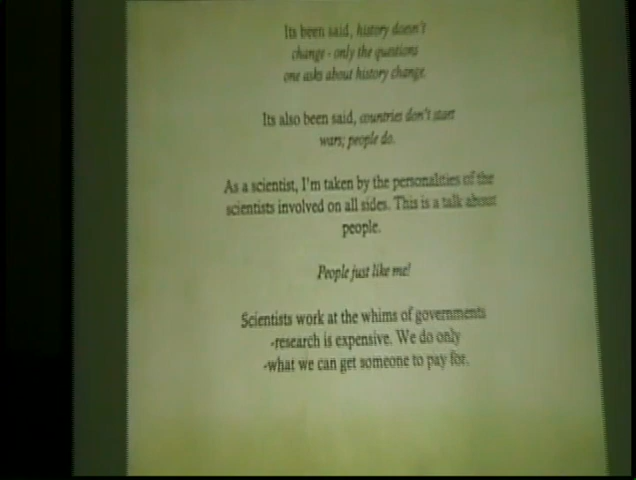 Its been said, history doesn't
change - only the questions
one asks about history change.
Its also been said, countries don't start
wars; people do.
As a scientist, I'm taken by the personalities of the
scientists involved on all sides. This is a talk about
people.
People just like me!
Scientists work at the whims of governments
-research is expensive. We do only
-what we can get someone to pay for.